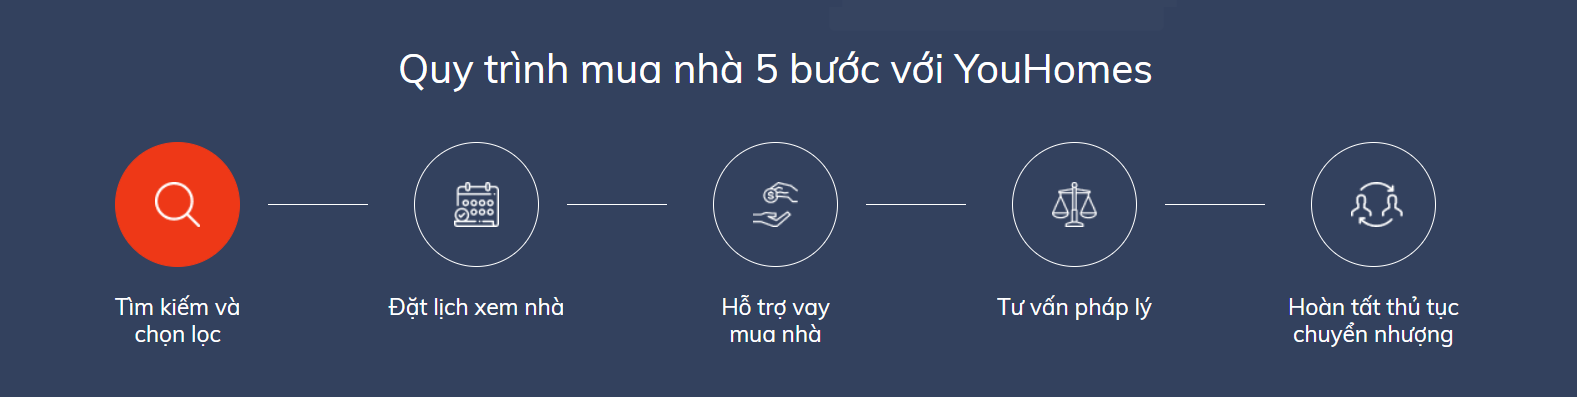 Quy trình mua nhà 5 bước với YouHomes
Tìm kiếm và
chọn lọc
Đặt lịch xem nhà
Hỗ trợ vay
mua nhà
Tư vấn pháp lý
Hoàn tất thủ tục
chuyển nhượng